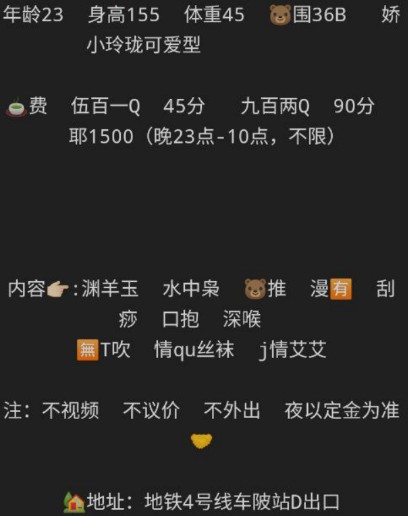 年龄23 身高155 体重45 🐻围36B 娇
小玲珑可爱型
🍵费 伍百一Q 45分 九百两Q 90分
耶1500（晚23点-10点，不限）
内容👉🏼:渊羊玉 水中枭 🐻推 漫🈶 刮
痧 口抱 深喉
🈚T吹 情qu丝袜 j情艾艾
注：不视频 不议价 不外出 夜以定金为准
🤝
🏡地址：地铁4号线车陂站D出口